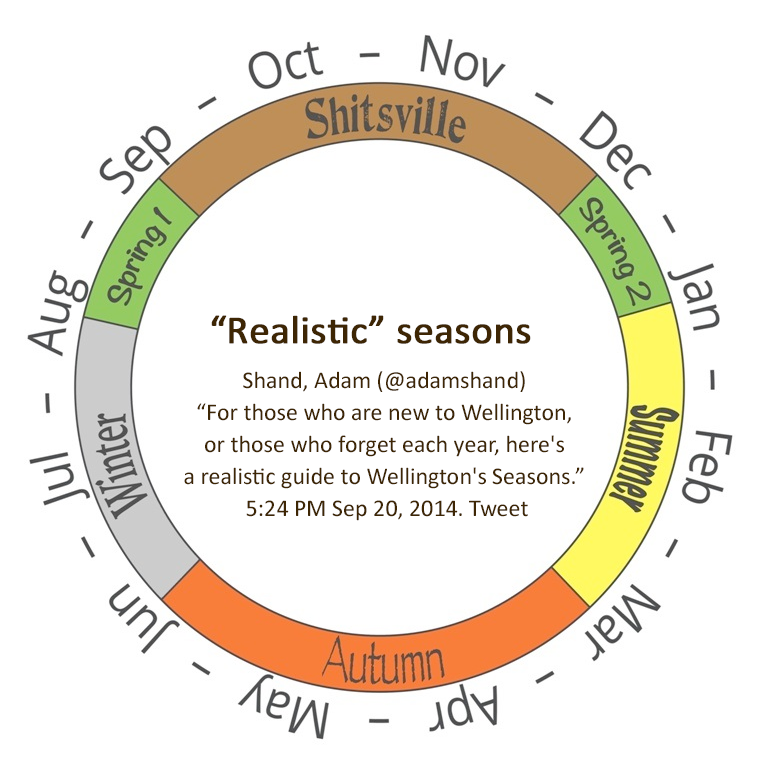 Oct – Nov – Dec – Jan – Feb – Mar – Apr – May – Jun – Jul – Aug – Sep –
Shitsville
Spring 2
Summer
Autumn
Winter
Spring 1
“Realistic” seasons
Shand, Adam (@adamshand)
“For those who are new to Wellington,
or those who forget each year, here's
a realistic guide to Wellington's Seasons.”
5:24 PM Sep 20, 2014. Tweet